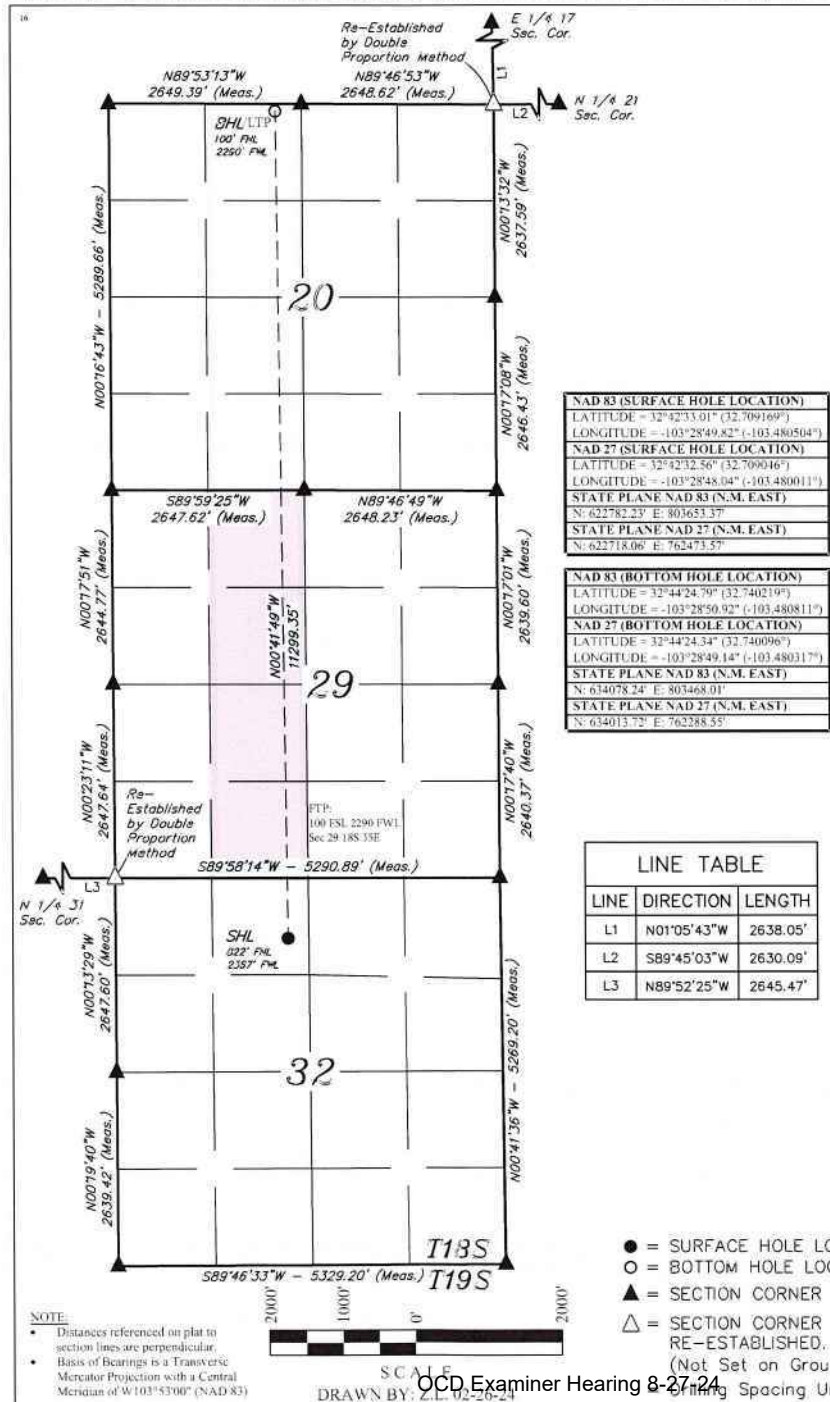 Re-Established
by Double
Proportion Method
E 1/4 17
Sec. Cor.
L1
N 1/4 21
Sec. Cor.
L2
N89°53'13"W
2649.39' (Meas.)
N89°46'53"W
2648.62' (Meas.)
BHL/LTP
100' FNL
2290' FWL
N00°16'43"W - 5289.66' (Meas.)
N00°13'32"W
2637.59' (Meas.)
20
N00°17'08"W
2646.43' (Meas.)
S89°59'25"W
2647.62' (Meas.)
N89°46'49"W
2648.23' (Meas.)
N00°17'51"W
2644.77' (Meas.)
N00°41'49"W
11299.35'
N00°17'01"W
2639.60' (Meas.)
29
N00°23'11"W
2647.64' (Meas.)
N00°17'40"W
2640.37' (Meas.)
Re-
Established
by Double
Proportion
Method
FTP:
100 FSL 2290 FWL
Sec 29 18S 35E
S89°58'14"W - 5290.89' (Meas.)
L3
N 1/4 31
Sec. Cor.
SHL
822' FNL
2387' FWL
N00°13'29"W
2647.60' (Meas.)
32
N00°41'36"W - 5269.20' (Meas.)
N00°19'40"W
2639.42' (Meas.)
T18S
S89°46'33"W - 5329.20' (Meas.)
T19S
NAD 83 (SURFACE HOLE LOCATION)
LATITUDE = 32°42'33.01" (32.709169°)
LONGITUDE = -103°28'49.82" (-103.480504°)
NAD 27 (SURFACE HOLE LOCATION)
LATITUDE = 32°42'32.56" (32.709046°)
LONGITUDE = -103°28'48.04" (-103.480011°)
STATE PLANE NAD 83 (N.M. EAST)
N: 622782.23' E: 803653.37'
STATE PLANE NAD 27 (N.M. EAST)
N: 622718.06' E: 762473.57'
NAD 83 (BOTTOM HOLE LOCATION)
LATITUDE = 32°44'24.79" (32.740219°)
LONGITUDE = -103°28'50.92" (-103.480811°)
NAD 27 (BOTTOM HOLE LOCATION)
LATITUDE = 32°44'24.34" (32.740096°)
LONGITUDE = -103°28'49.14" (-103.480317°)
STATE PLANE NAD 83 (N.M. EAST)
N: 634078.24' E: 803468.01'
STATE PLANE NAD 27 (N.M. EAST)
N: 634013.72' E: 762288.55'
LINE TABLE
LINE DIRECTION LENGTH
L1 N01°05'43"W 2638.05'
L2 S89°45'03"W 2630.09'
L3 N89°52'25"W 2645.47'
● = SURFACE HOLE LO
○ = BOTTOM HOLE LO
▲ = SECTION CORNER
△ = SECTION CORNER
RE-ESTABLISHED.
(Not Set on Grou
= Drilling Spacing U
NOTE:
• Distances referenced on plat to
section lines are perpendicular.
• Basis of Bearings is a Transverse
Mercator Projection with a Central
Meridian of W103°53'00" (NAD 83)
2000' 1000' 0' 2000'
SCALE
DRAWN BY: Z.L. 02-26-24
OCD Examiner Hearing 8-27-24